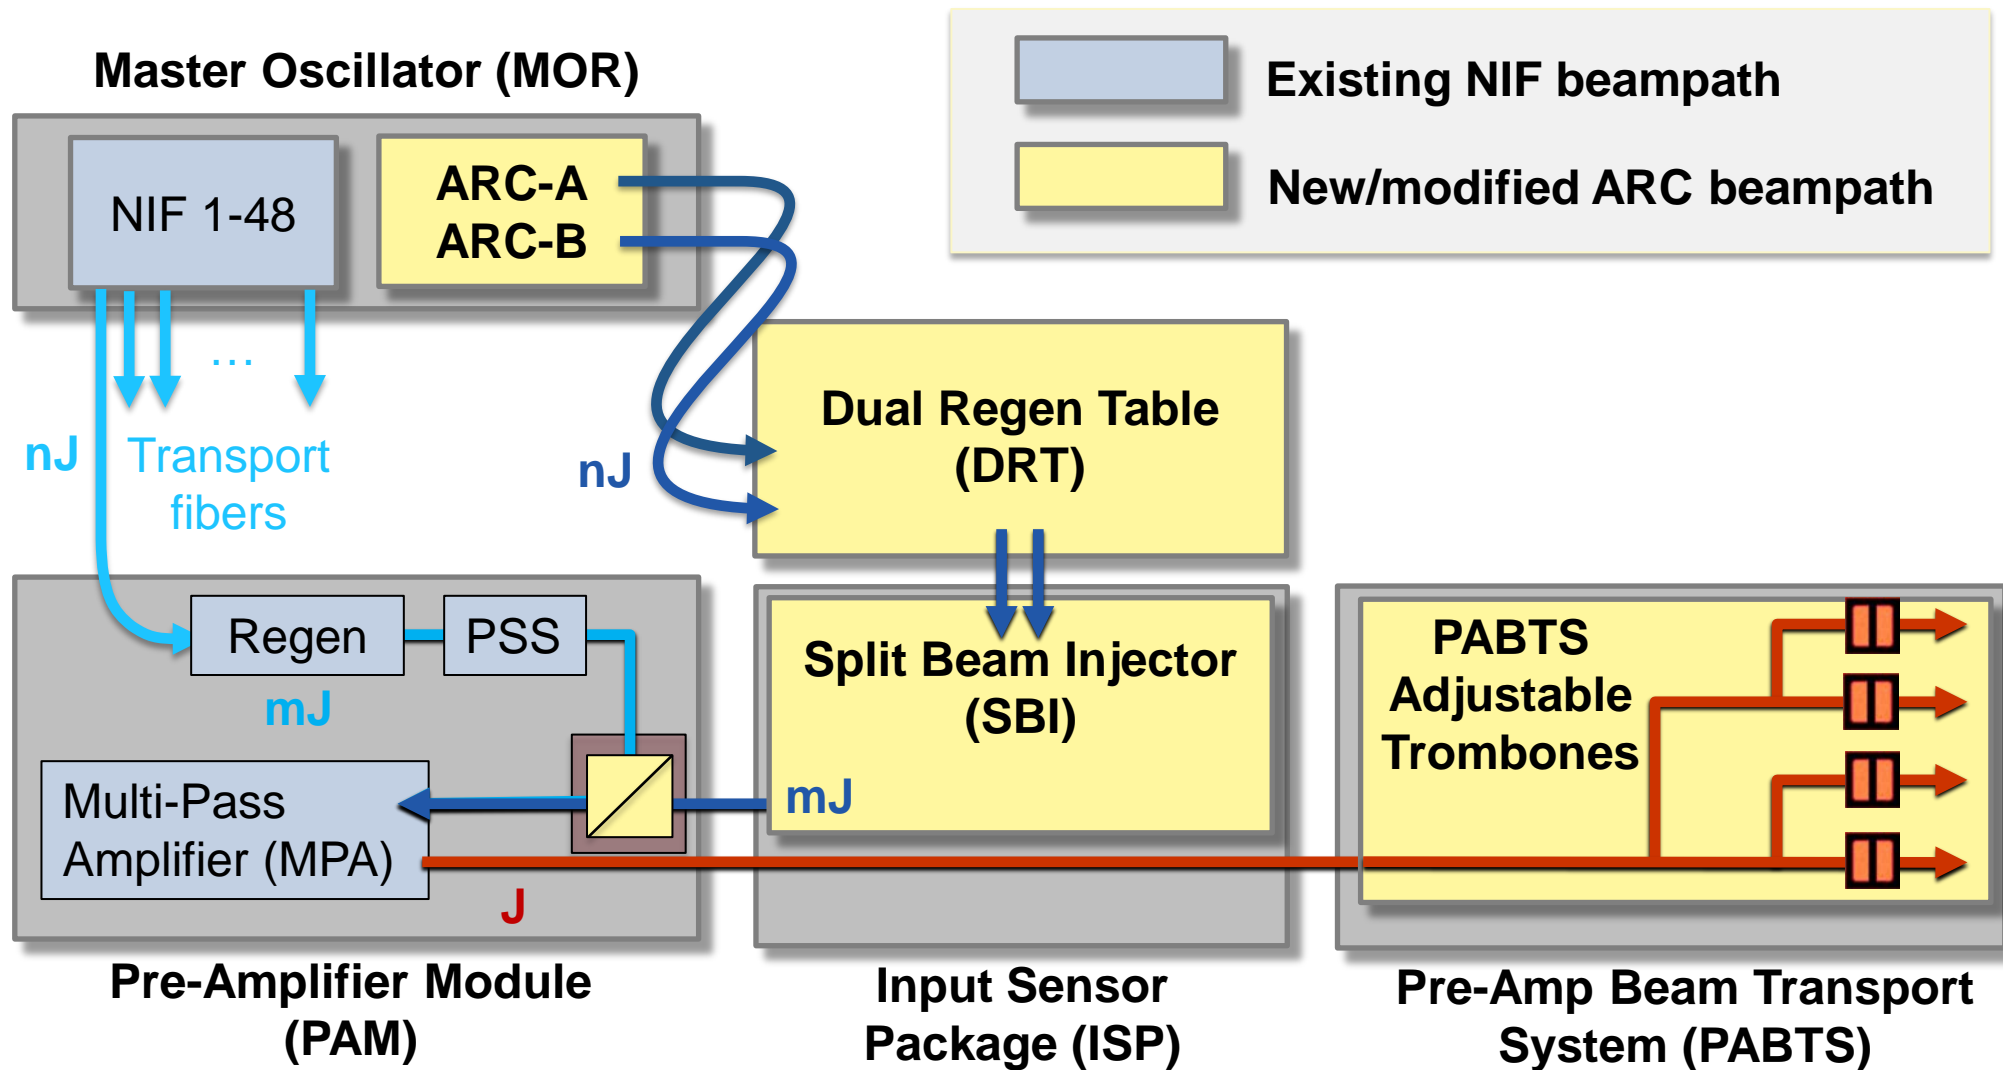 Master Oscillator (MOR)
Existing NIF beampath
New/modified ARC beampath
NIF 1-48
ARC-A
ARC-B
...
nJ
Transport
fibers
nJ
Dual Regen Table
(DRT)
Regen
PSS
mJ
Multi-Pass
Amplifier (MPA)
J
Split Beam Injector
(SBI)
mJ
PABTS
Adjustable
Trombones
Pre-Amplifier Module
(PAM)
Input Sensor
Package (ISP)
Pre-Amp Beam Transport
System (PABTS)